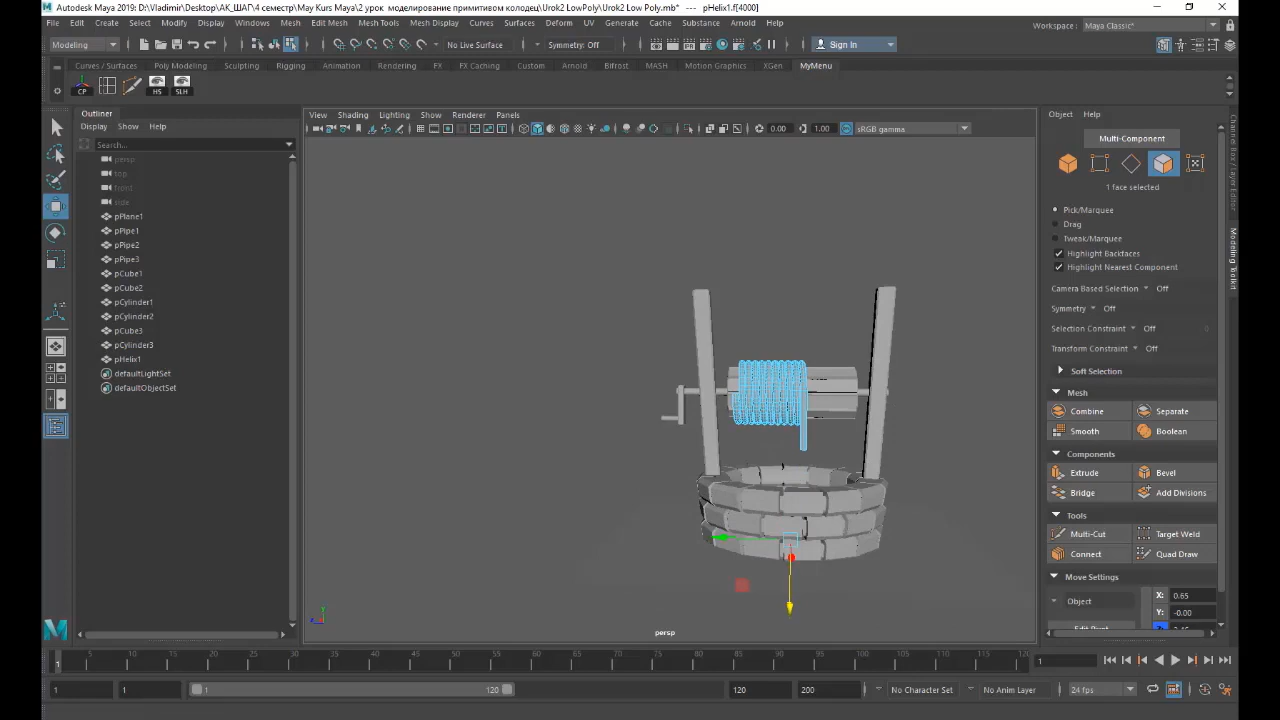 Autodesk Maya 2019: D:\Vladimir\Desktop\АК_ШАГ\4 семестр\May Kurs Maya\2 урок моделирование примитивом колодец\Urok2 LowPoly\Urok2 Low Poly.mb* --- pHelix1.f[4000]
File Edit Create Select Modify Display Windows Mesh Edit Mesh Mesh Tools Mesh Display Curves Surfaces Deform UV Generate Cache Substance Arnold Help
Workspace: Maya Classic*
Modeling No Live Surface Symmetry: Off Sign In
Curves / Surfaces Poly Modeling Sculpting Rigging Animation Rendering FX FX Caching Custom Arnold Bifrost MASH Motion Graphics XGen MyMenu
CP HS SLH
Outliner
Display Show Help
Search...
persp
top
front
side
pPlane1
pPipe1
pPipe2
pPipe3
pCube1
pCube2
pCylinder1
pCylinder2
pCube3
pCylinder3
pHelix1
defaultLightSet
defaultObjectSet
View Shading Lighting Show Renderer Panels
0.00 1.00 sRGB gamma
persp
Object Help
Multi-Component
1 face selected
Pick/Marquee
Drag
Tweak/Marquee
Highlight Backfaces
Highlight Nearest Component
Camera Based Selection Off
Symmetry Off
Selection Constraint Off
Transform Constraint Off
Soft Selection
Mesh
Combine Separate
Smooth Boolean
Components
Extrude Bevel
Bridge Add Divisions
Tools
Multi-Cut Target Weld
Connect Quad Draw
Move Settings
Object X: 0.65
Y: -0.00
Channel Box / Layer Editor
Modeling Toolkit
1 5 10 15 20 25 30 35 40 45 50 55 60 65 70 75 80 85 90 95 100 105 110 115 120
1
1 1 1 120 120 200 No Character Set No Anim Layer 24 fps